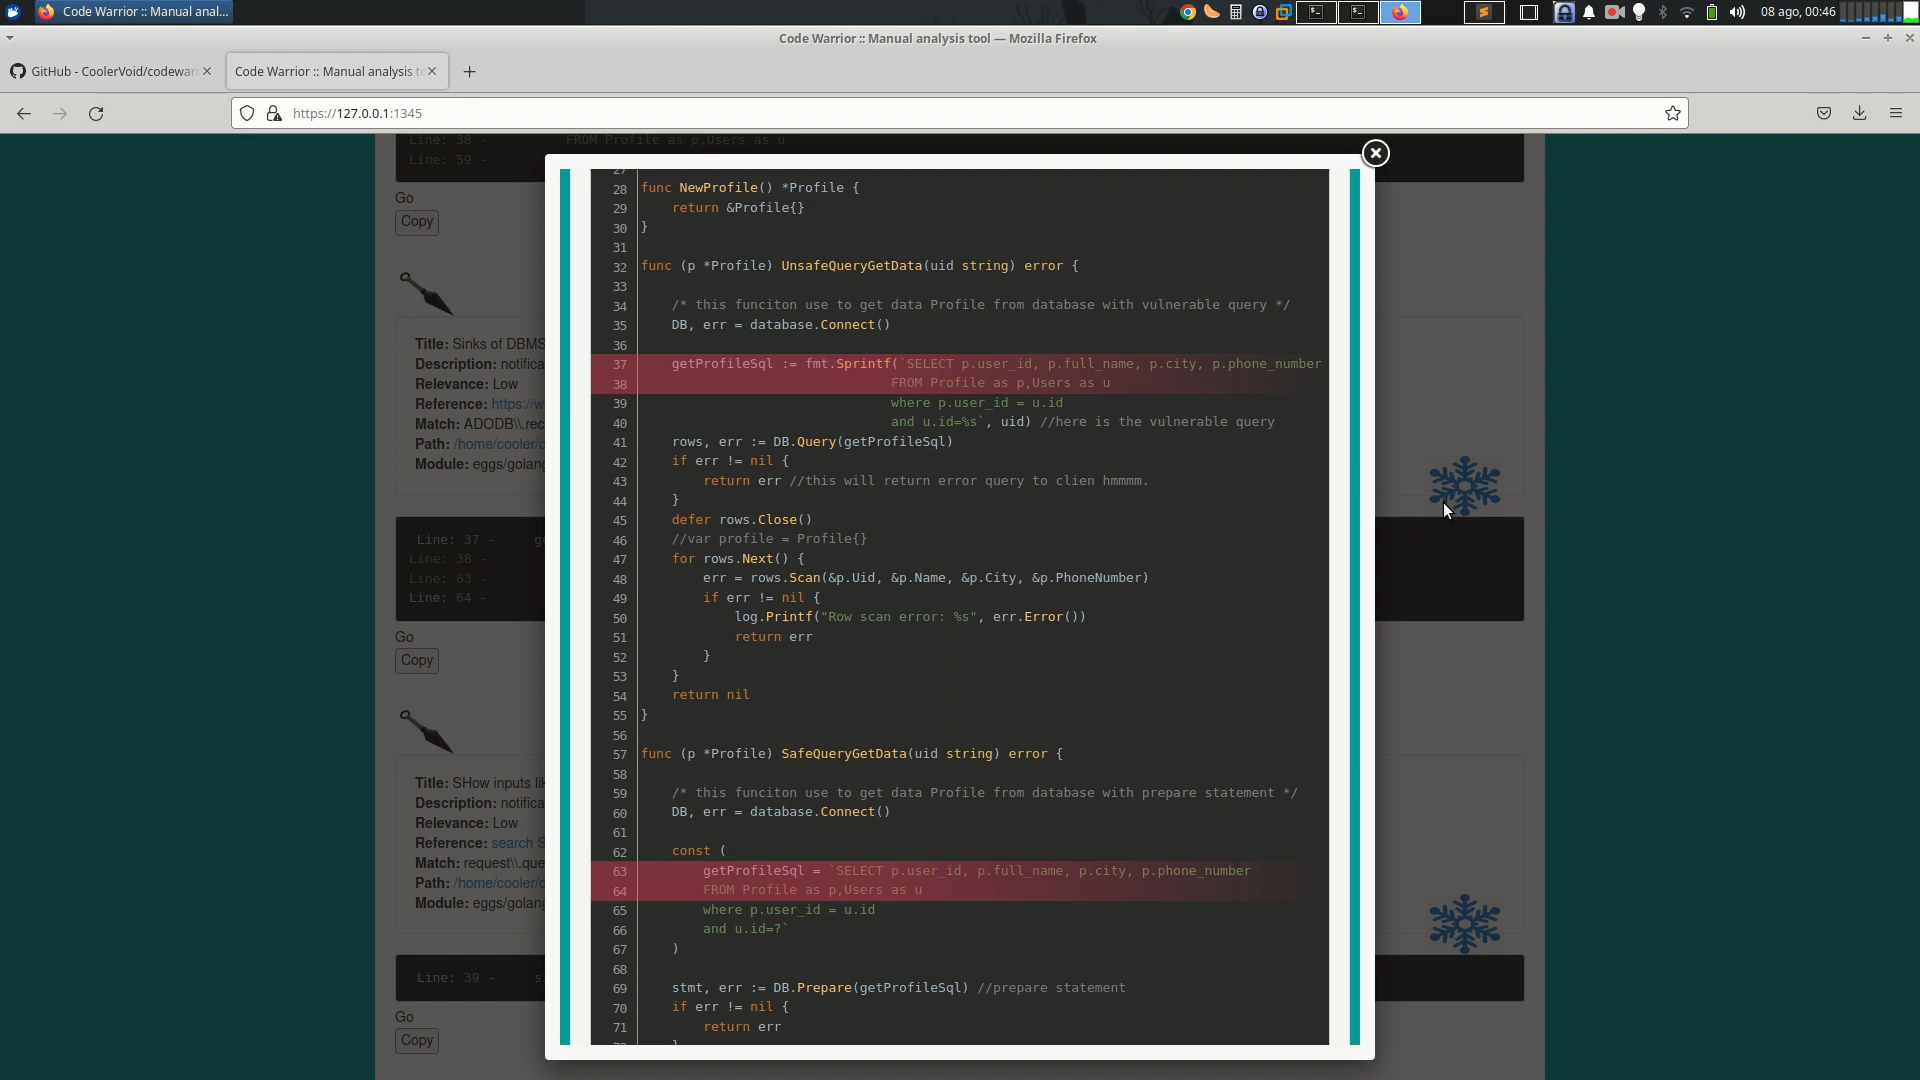 Code Warrior :: Manual anal...
08 ago, 00:46
Code Warrior :: Manual analysis tool — Mozilla Firefox
GitHub - CoolerVoid/codewar
Code Warrior :: Manual analysis t
https://127.0.0.1:1345
Line: 38 - FROM Profile as p,Users as u
Line: 59 -
Go
Copy
Title: Sinks of DBMS
Description: notifica
Relevance: Low
Reference: https://w
Match: ADODB\\.rec
Path: /home/cooler/c
Module: eggs/golang
Line: 37 - g
Line: 38 -
Line: 63 -
Line: 64 -
Go
Copy
Title: SHow inputs lik
Description: notifica
Relevance: Low
Reference: search S
Match: request\\.que
Path: /home/cooler/c
Module: eggs/golang
Line: 39 - s
Go
Copy
27
28 func NewProfile() *Profile {
29     return &Profile{}
30 }
31
32 func (p *Profile) UnsafeQueryGetData(uid string) error {
33
34     /* this funciton use to get data Profile from database with vulnerable query */
35     DB, err = database.Connect()
36
37     getProfileSql := fmt.Sprintf(`SELECT p.user_id, p.full_name, p.city, p.phone_number
38                                 FROM Profile as p,Users as u
39                                 where p.user_id = u.id
40                                 and u.id=%s`, uid) //here is the vulnerable query
41     rows, err := DB.Query(getProfileSql)
42     if err != nil {
43         return err //this will return error query to clien hmmmm.
44     }
45     defer rows.Close()
46     //var profile = Profile{}
47     for rows.Next() {
48         err = rows.Scan(&p.Uid, &p.Name, &p.City, &p.PhoneNumber)
49         if err != nil {
50             log.Printf("Row scan error: %s", err.Error())
51             return err
52         }
53     }
54     return nil
55 }
56
57 func (p *Profile) SafeQueryGetData(uid string) error {
58
59     /* this funciton use to get data Profile from database with prepare statement */
60     DB, err = database.Connect()
61
62     const (
63         getProfileSql = `SELECT p.user_id, p.full_name, p.city, p.phone_number
64         FROM Profile as p,Users as u
65         where p.user_id = u.id
66         and u.id=?`
67     )
68
69     stmt, err := DB.Prepare(getProfileSql) //prepare statement
70     if err != nil {
71         return err
72     }